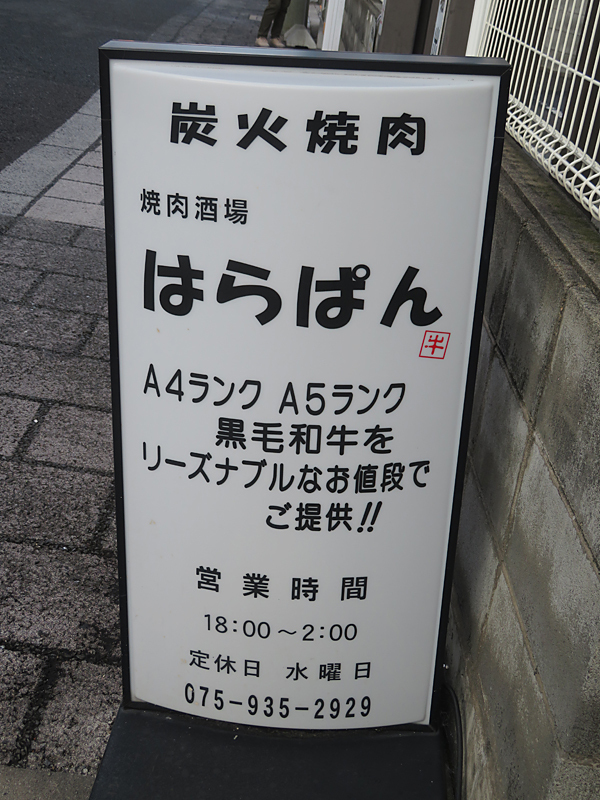 炭火焼肉
焼肉酒場
はらぱん
牛
A4ランク A5ランク
黒毛和牛を
リーズナブルなお値段で
ご提供!!
営業時間
18:00～2:00
定休日 水曜日
075-935-2929